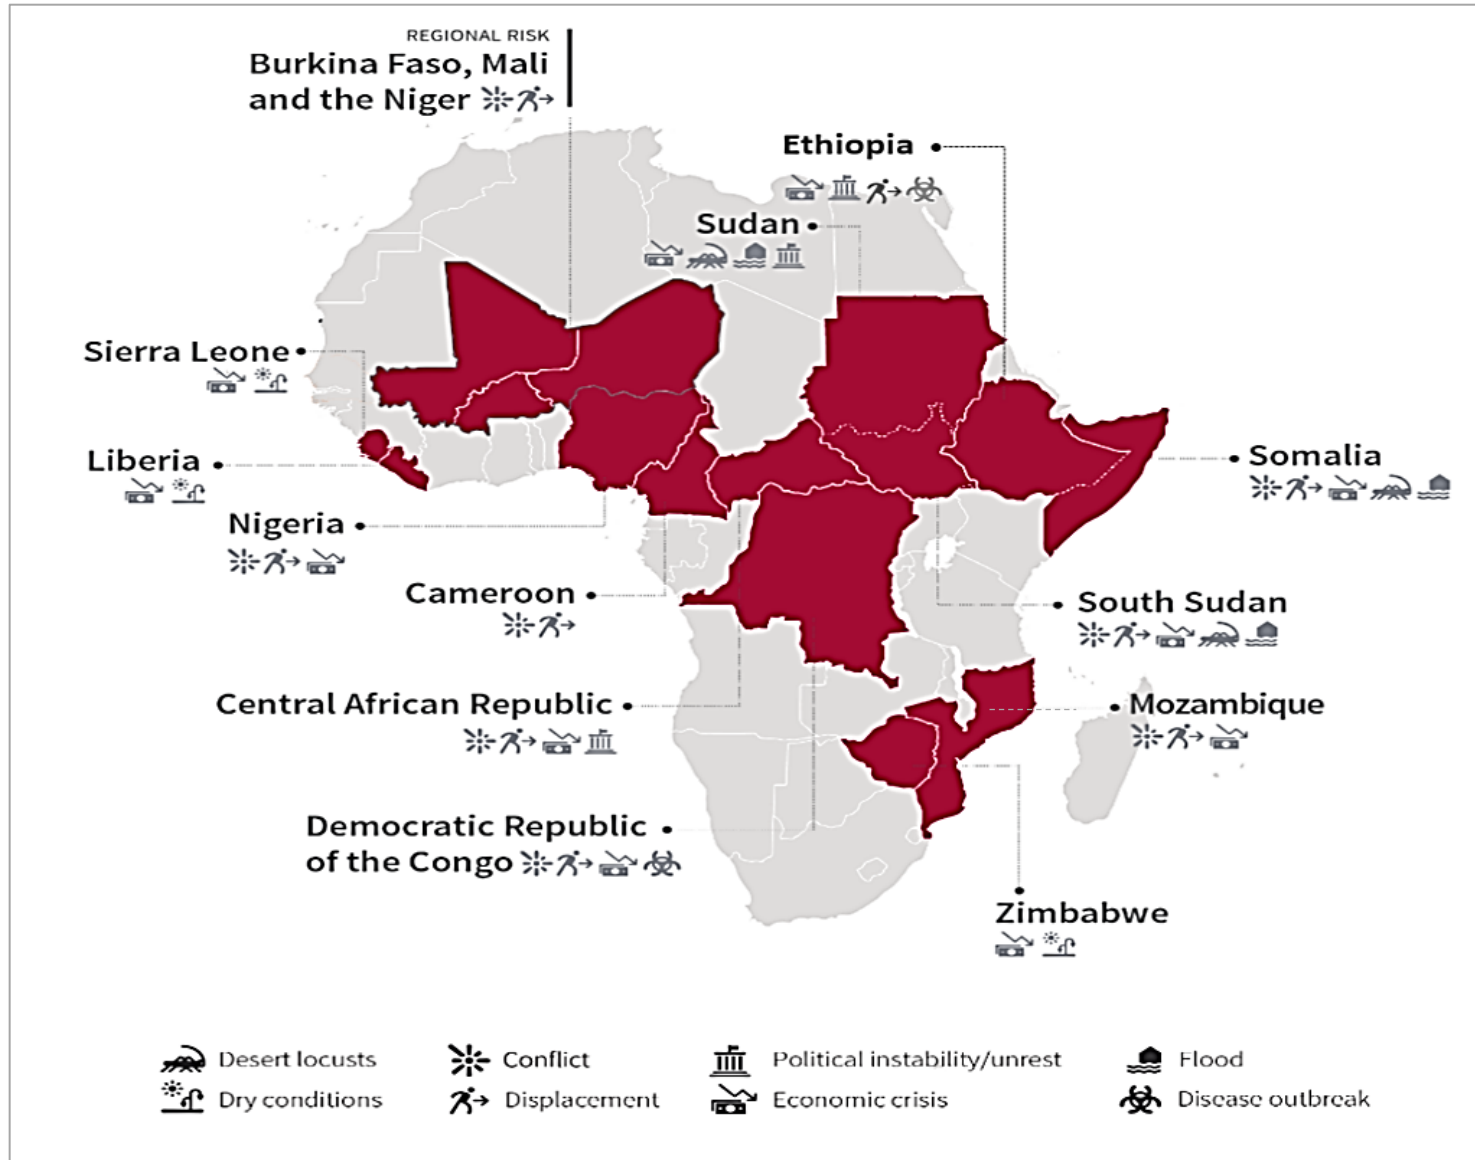 REGIONAL RISK
Burkina Faso, Mali
and the Niger
Ethiopia
Sudan
Sierra Leone
Liberia
Somalia
Nigeria
Cameroon
South Sudan
Central African Republic
Mozambique
Democratic Republic
of the Congo
Zimbabwe
Desert locusts
Conflict
Political instability/unrest
Flood
Dry conditions
Displacement
Economic crisis
Disease outbreak